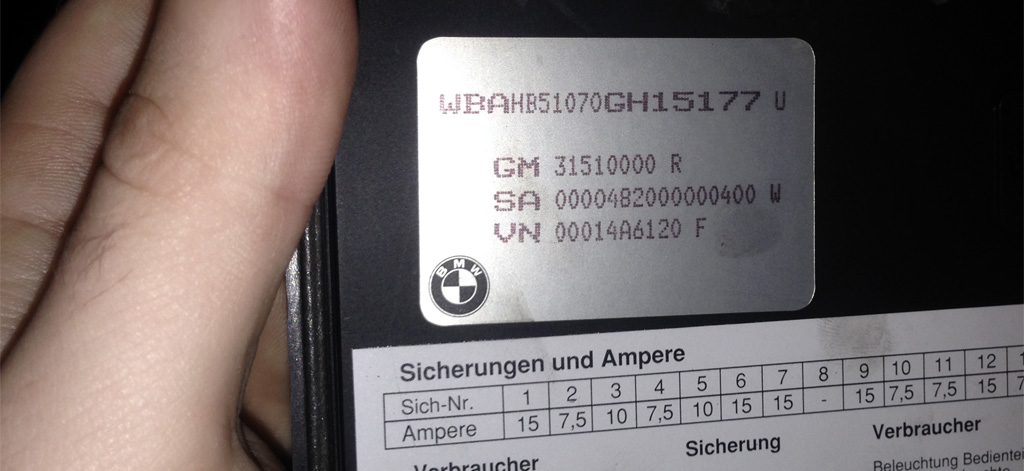 WBAHB51070GH15177 U
GM 31510000 R
SA 0000482000000400 W
VN 00014A6120 F
BMW
Sicherungen und Ampere
Sich-Nr. 1 2 3 4 5 6 7 8 9 10 11 12
Ampere 15 7,5 10 7,5 10 15 15 - 15 7,5 7,5 15
Verbraucher Sicherung Verbraucher
Beleuchtung